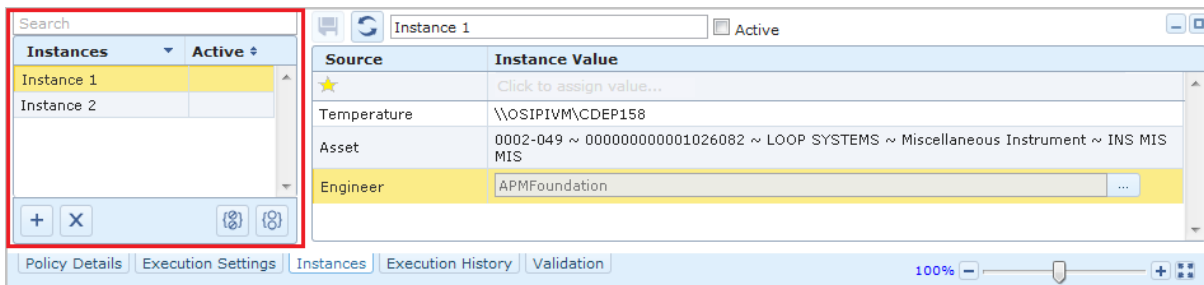 Search
Instances Active
Instance 1
Instance 2
Instance 1 Active
Source Instance Value
Click to assign value...
Temperature \\OSIPIVM\CDEP158
Asset 0002-049 ~ 000000000001026082 ~ LOOP SYSTEMS ~ Miscellaneous Instrument ~ INS MIS
MIS
Engineer APMFoundation ...
Policy Details Execution Settings Instances Execution History Validation
100%